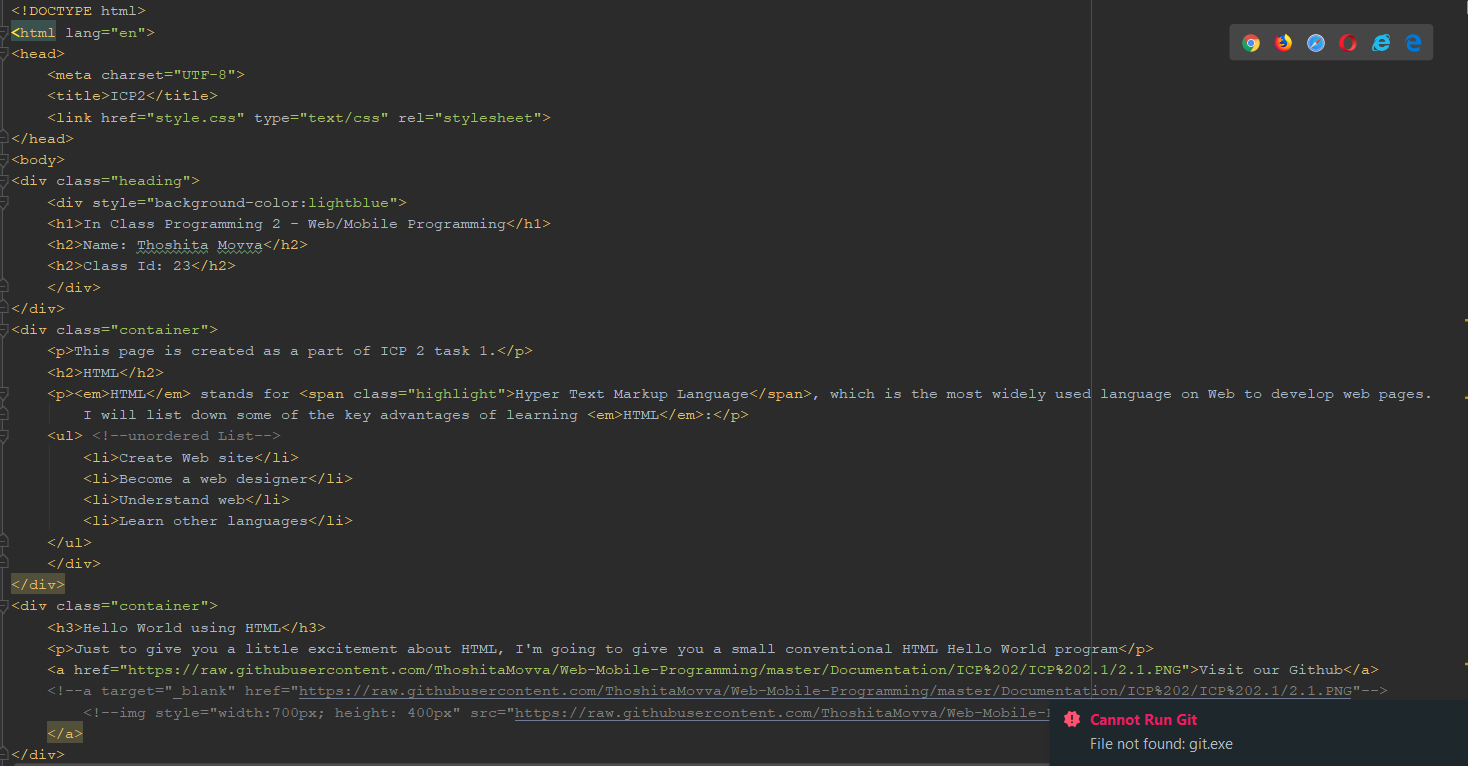 <!DOCTYPE html>
<html lang="en">
<head>
    <meta charset="UTF-8">
    <title>ICP2</title>
    <link href="style.css" type="text/css" rel="stylesheet">
</head>
<body>
<div class="heading">
    <div style="background-color:lightblue">
    <h1>In Class Programming 2 - Web/Mobile Programming</h1>
    <h2>Name: Thoshita Movva</h2>
    <h2>Class Id: 23</h2>
    </div>
</div>
<div class="container">
    <p>This page is created as a part of ICP 2 task 1.</p>
    <h2>HTML</h2>
    <p><em>HTML</em> stands for <span class="highlight">Hyper Text Markup Language</span>, which is the most widely used language on Web to develop web pages.
        I will list down some of the key advantages of learning <em>HTML</em>:</p>
    <ul> <!--unordered List-->
        <li>Create Web site</li>
        <li>Become a web designer</li>
        <li>Understand web</li>
        <li>Learn other languages</li>
    </ul>
    </div>
</div>
<div class="container">
    <h3>Hello World using HTML</h3>
    <p>Just to give you a little excitement about HTML, I'm going to give you a small conventional HTML Hello World program</p>
    <a href="https://raw.githubusercontent.com/ThoshitaMovva/Web-Mobile-Programming/master/Documentation/ICP%202/ICP%202.1/2.1.PNG">Visit our Github</a>
    <!--a target="_blank" href="https://raw.githubusercontent.com/ThoshitaMovva/Web-Mobile-Programming/master/Documentation/ICP%202/ICP%202.1/2.1.PNG"-->
        <!--img style="width:700px; height: 400px" src="https://raw.githubusercontent.com/ThoshitaMovva/Web-Mobile-
    </a>
</div>
Cannot Run Git
File not found: git.exe